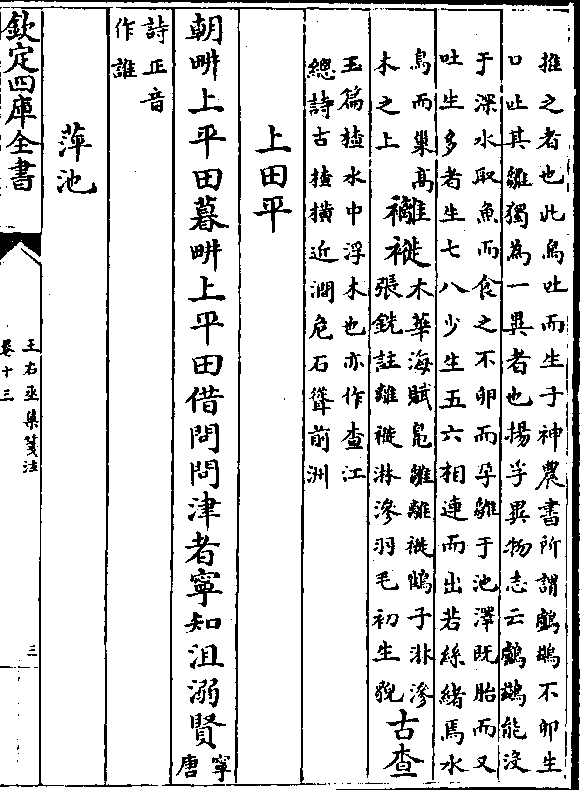 推之者也此鳥吐而生子神農書所謂鸕鷀不卵生
口吐其雛獨為一異者也揚孚異物志云鸕鷀能沒
于深水取魚而食之不卵而孕雛于池澤既胎而又
吐生多者生七八少生五六相連而出若絲緒焉水
鳥而巢高
木之上
襹褷
木華海賦鳬雛離褷鶴子淋滲
張銑註離褷淋滲羽毛初生貌
古查
玉篇楂水中浮木也亦作查江
總詩古楂横近澗危石聳前洲
上田平
朝畊上平田暮畊上平田借問問津者寧知沮溺賢
寧
唐
詩正音
作誰
萍池
欽定四庫全書
王右丞集箋注
卷十三
三